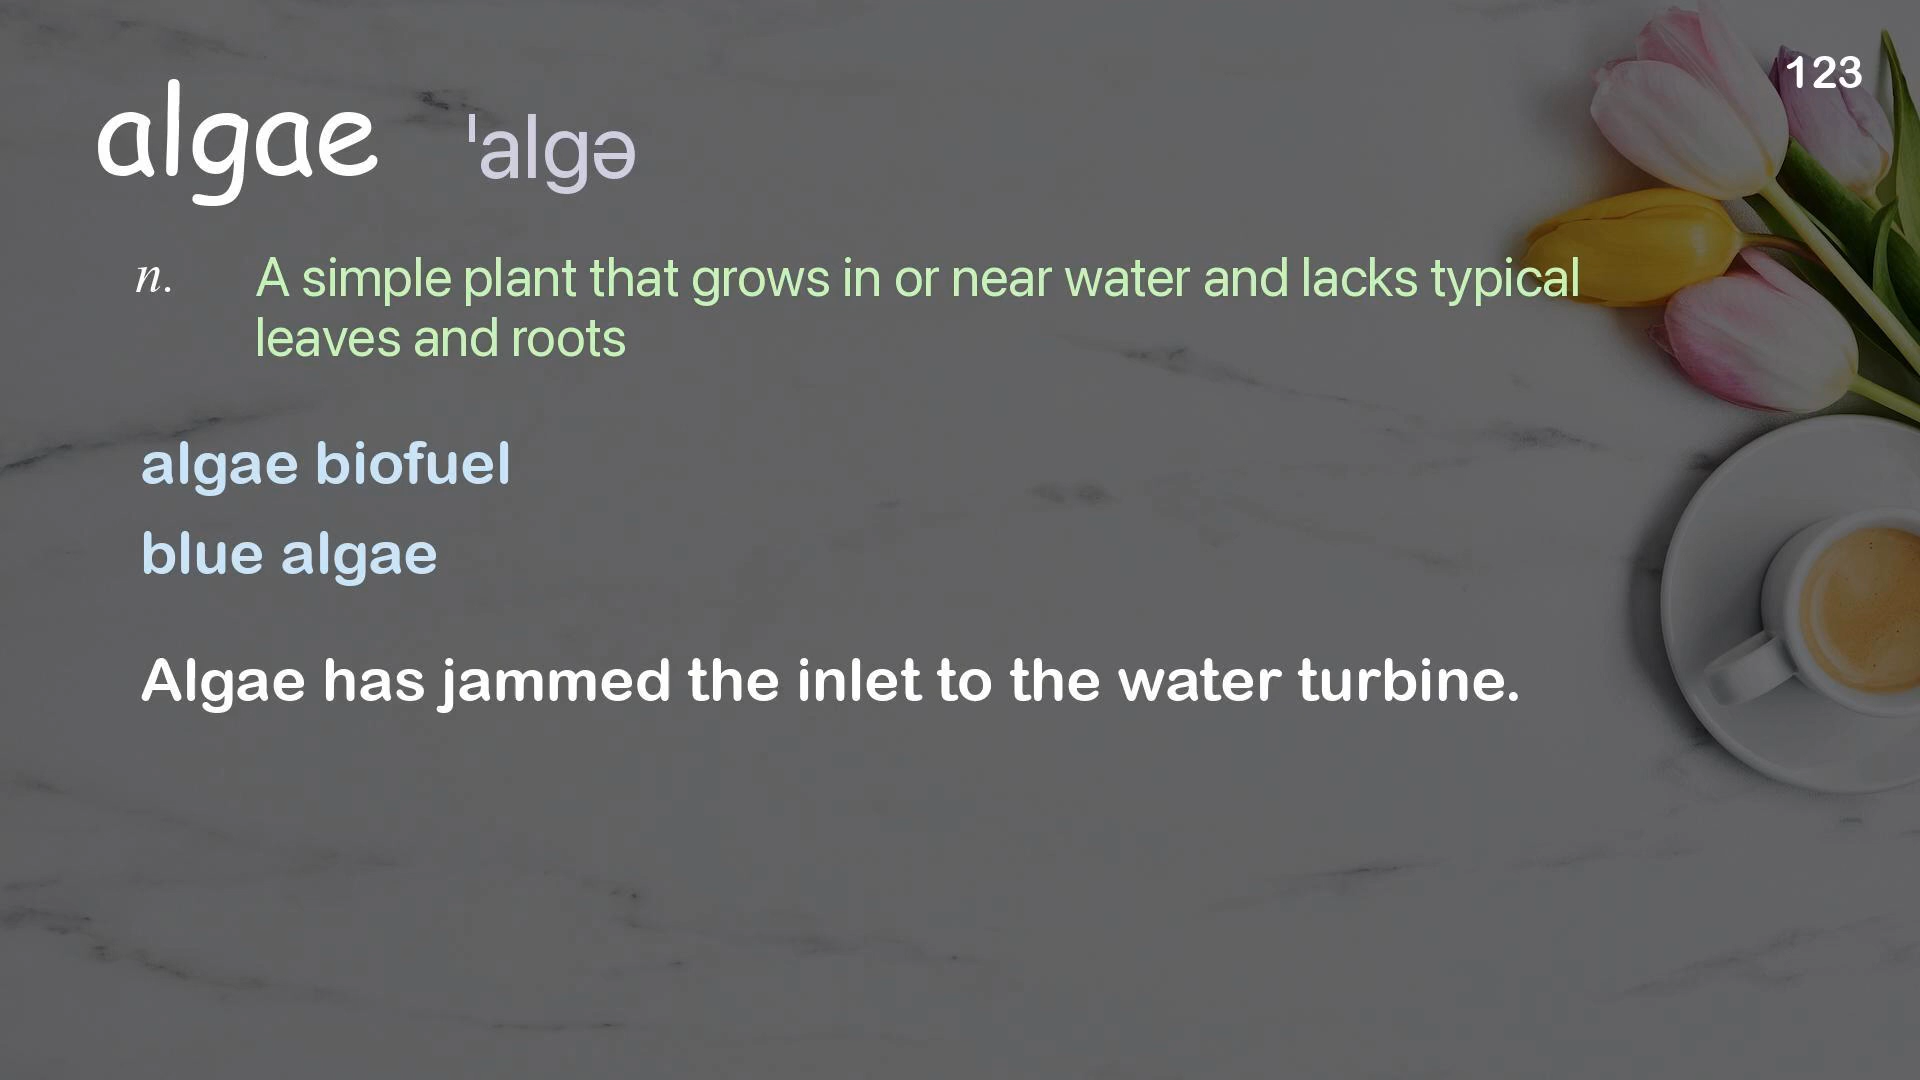 123
algae ˈalgə
n. A simple plant that grows in or near water and lacks typical
leaves and roots
algae biofuel
blue algae
Algae has jammed the inlet to the water turbine.